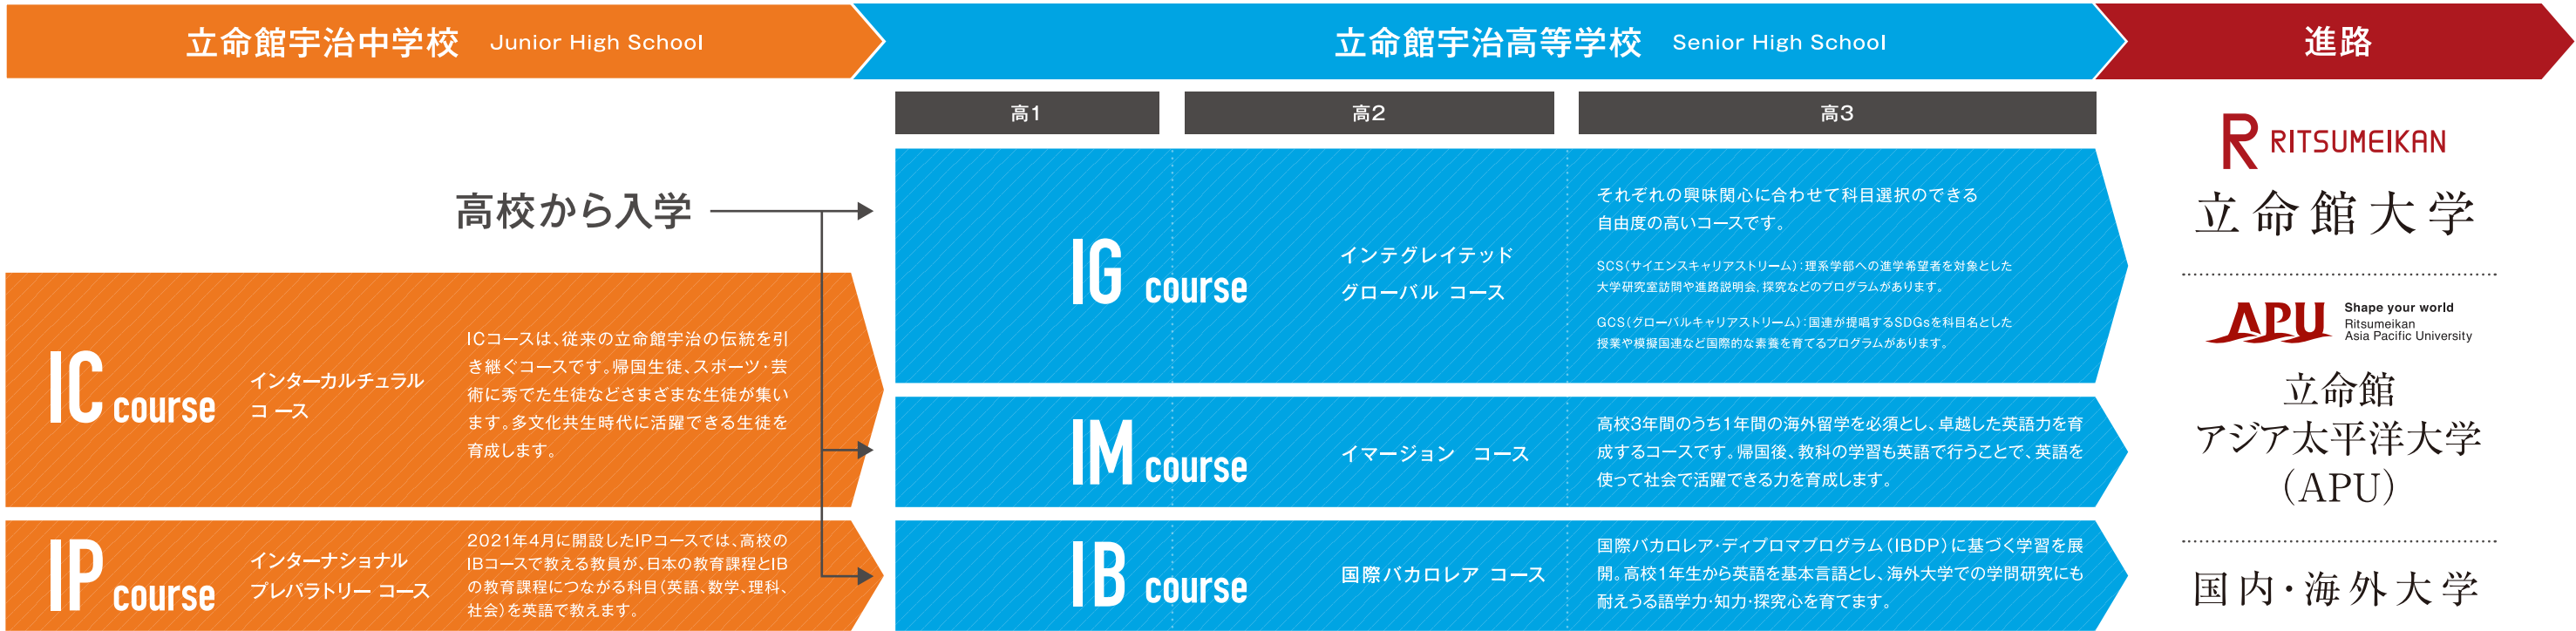 立命館宇治中学校 Junior High School
立命館宇治高等学校 Senior High School
進路
高1
高2
高3
高校から入学
IC course
インターカルチュラル
コース
ICコースは、従来の立命館宇治の伝統を引
き継ぐコースです。帰国生徒、スポーツ・芸
術に秀でた生徒などさまざまな生徒が集い
ます。多文化共生時代に活躍できる生徒を
育成します。
IP course
インターナショナル
プレパラトリー コース
2021年4月に開設したIPコースでは、高校の
IBコースで教える教員が、日本の教育課程とIB
の教育課程につながる科目（英語、数学、理科、
社会）を英語で教えます。
IG course
インテグレイテッド
グローバル コース
それぞれの興味関心に合わせて科目選択のできる
自由度の高いコースです。
SCS（サイエンスキャリアストリーム）：理系学部への進学希望者を対象とした
大学研究室訪問や進路説明会，探究などのプログラムがあります。
GCS（グローバルキャリアストリーム）：国連が提唱するSDGsを科目名とした
授業や模擬国連など国際的な素養を育てるプログラムがあります。
IM course
イマージョン コース
高校3年間のうち1年間の海外留学を必須とし、卓越した英語力を育
成するコースです。帰国後、教科の学習も英語で行うことで、英語を
使って社会で活躍できる力を育成します。
IB course
国際バカロレア コース
国際バカロレア・ディプロマプログラム（IBDP）に基づく学習を展
開。高校1年生から英語を基本言語とし、海外大学での学問研究にも
耐えうる語学力・知力・探究心を育てます。
R RITSUMEIKAN
立命館大学
APU
Shape your world
Ritsumeikan
Asia Pacific University
立命館
アジア太平洋大学
（APU）
国内・海外大学